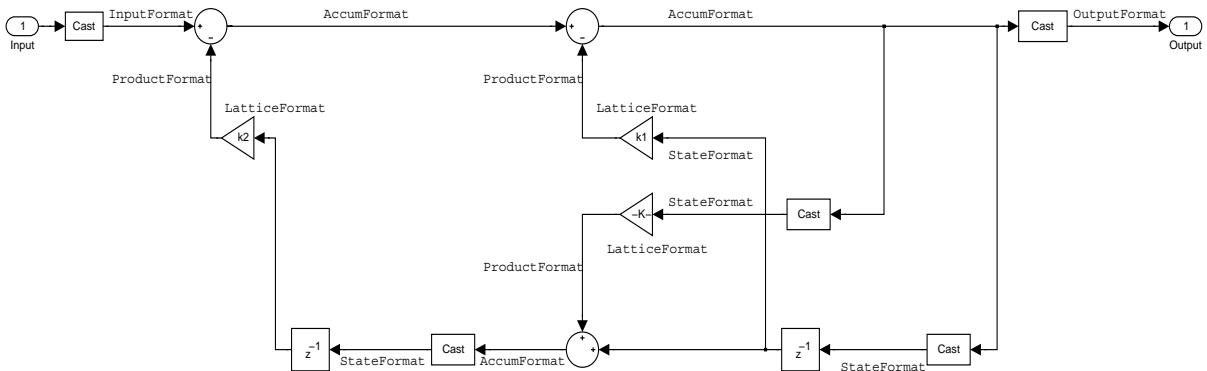 1
Input
Cast
InputFormat
+
−
AccumFormat
+
−
AccumFormat
Cast
OutputFormat
1
Output
ProductFormat
ProductFormat
LatticeFormat
k2
LatticeFormat
k1
StateFormat
StateFormat
−K−
Cast
LatticeFormat
ProductFormat
+
+
z −1
StateFormat
Cast
AccumFormat
z −1
StateFormat
Cast